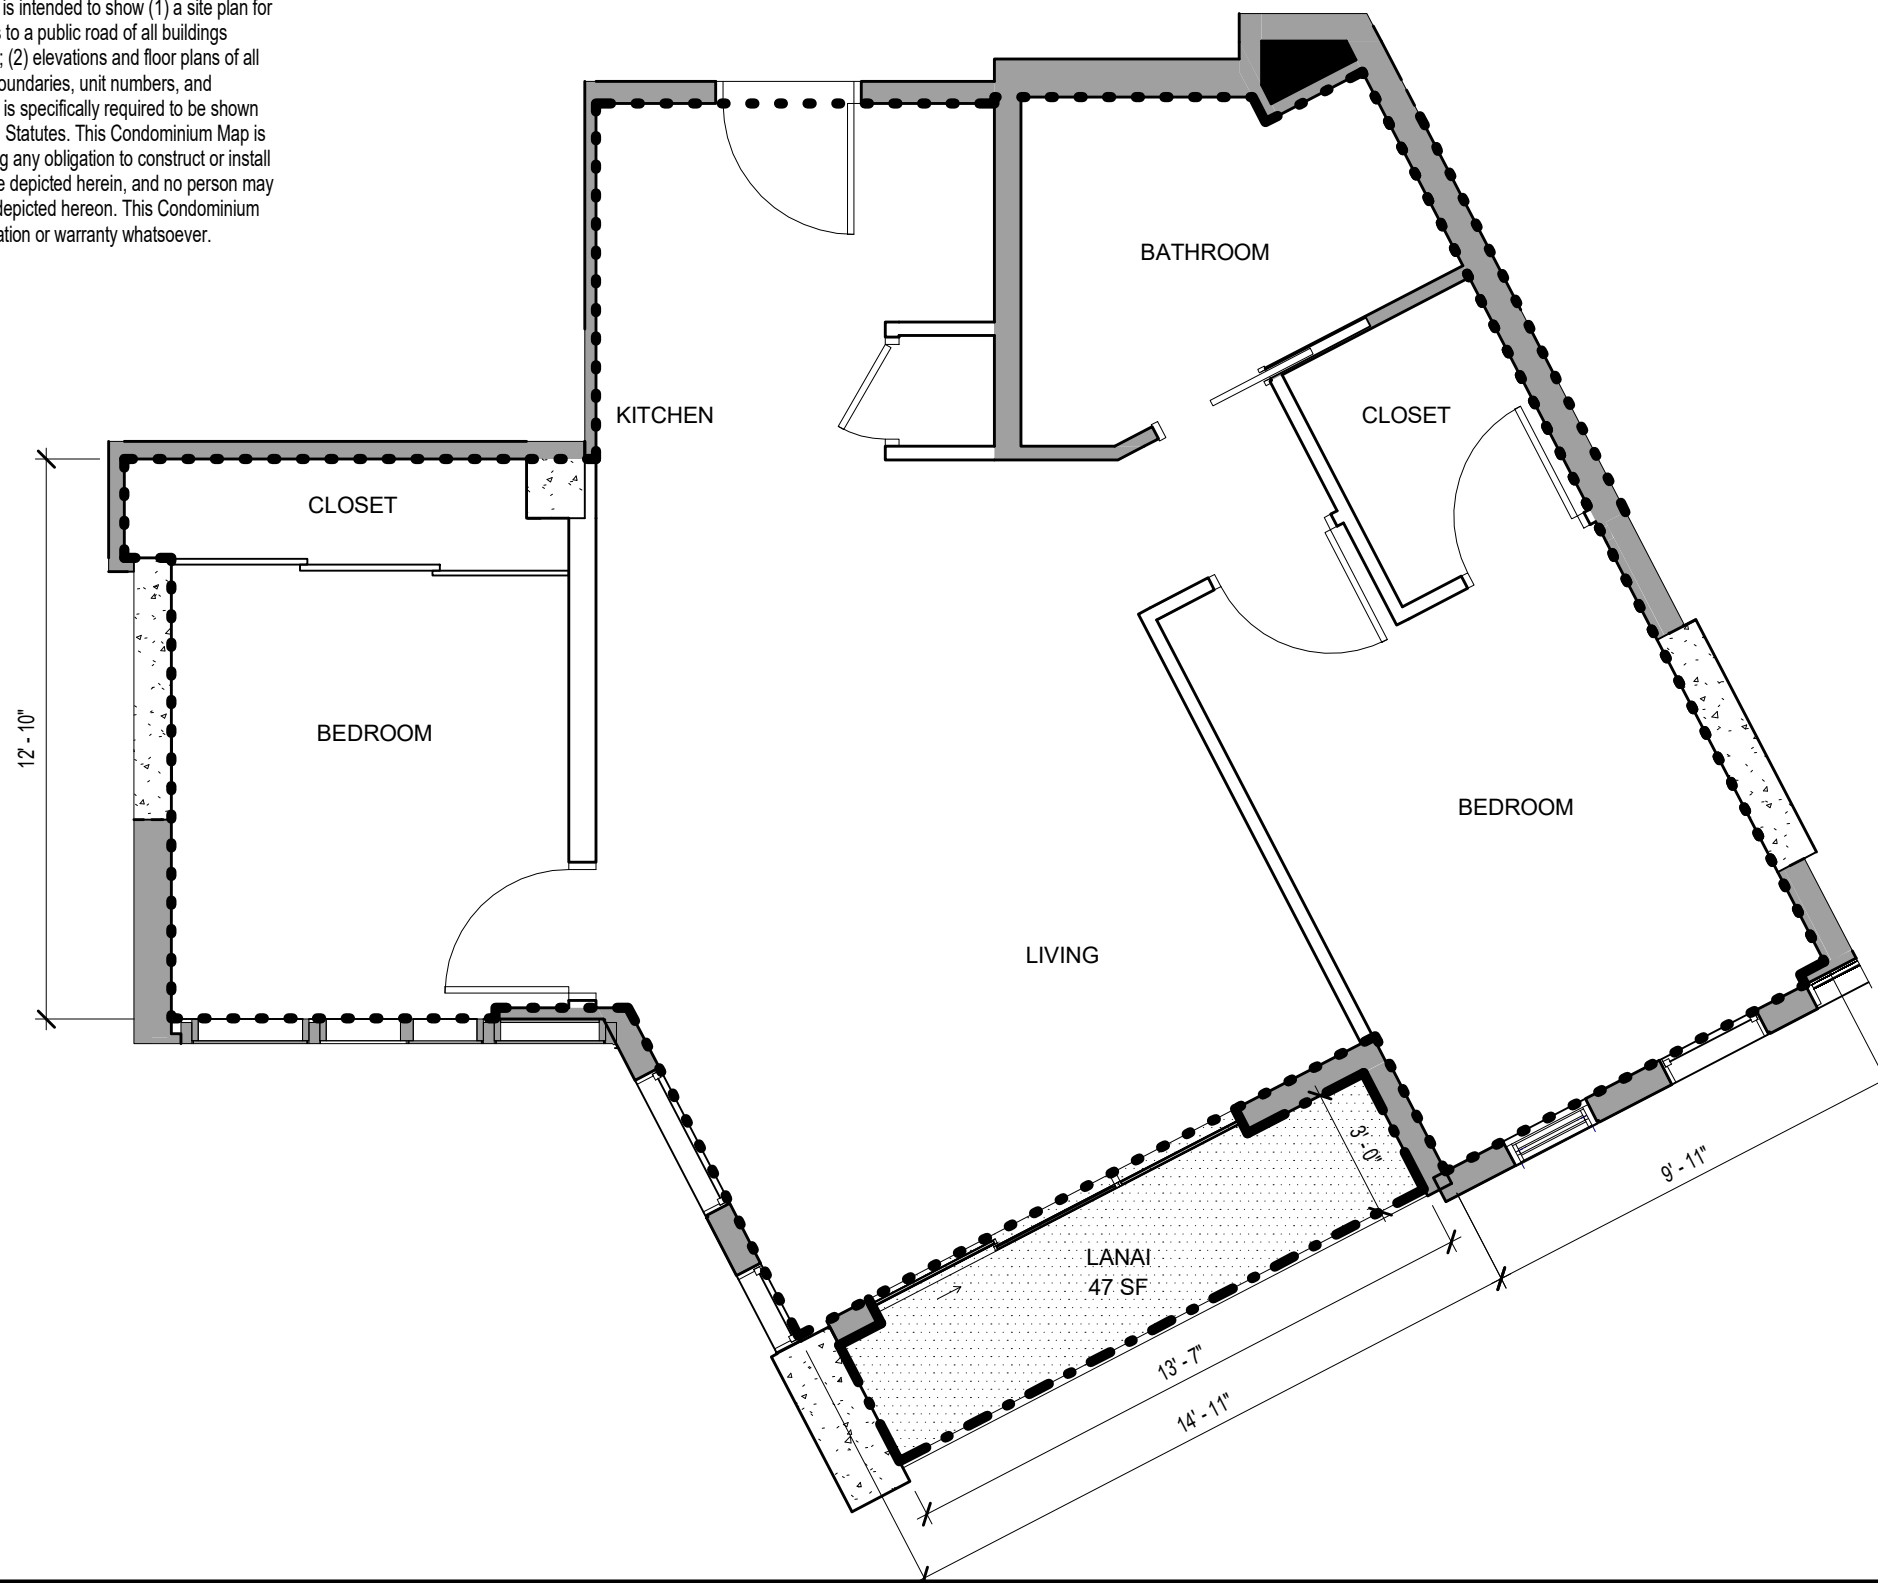 is intended to show (1) a site plan for
to a public road of all buildings
; (2) elevations and floor plans of all
oundaries, unit numbers, and
is specifically required to be shown
Statutes. This Condominium Map is
g any obligation to construct or install
e depicted herein, and no person may
depicted hereon. This Condominium
ation or warranty whatsoever.
BATHROOM
KITCHEN
CLOSET
CLOSET
BEDROOM
12' - 10"
BEDROOM
LIVING
3' - 0"
9' - 11"
LANAI
47 SF
13' - 7"
14' - 11"